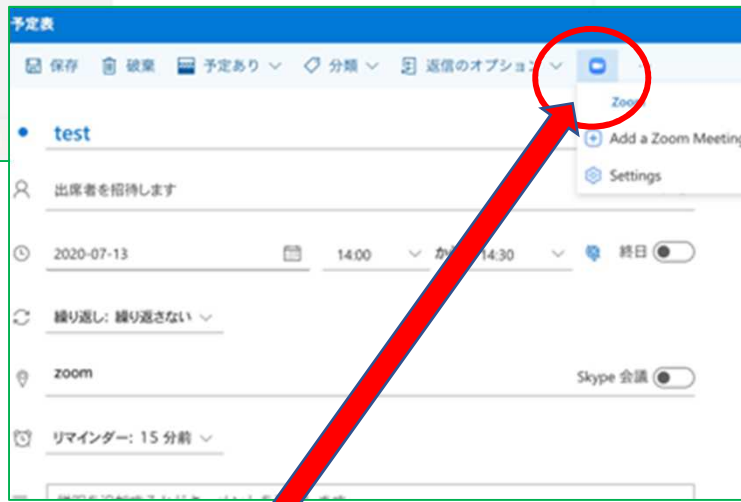 予定表
保存 破棄 予定あり 分類 返信のオプション
Zoom
test
Add a Zoom Meeting
出席者を招待します
Settings
2020-07-13 14:00 から 14:30 終日
繰り返し: 繰り返さない
zoom
Skype 会議
リマインダー: 15 分前